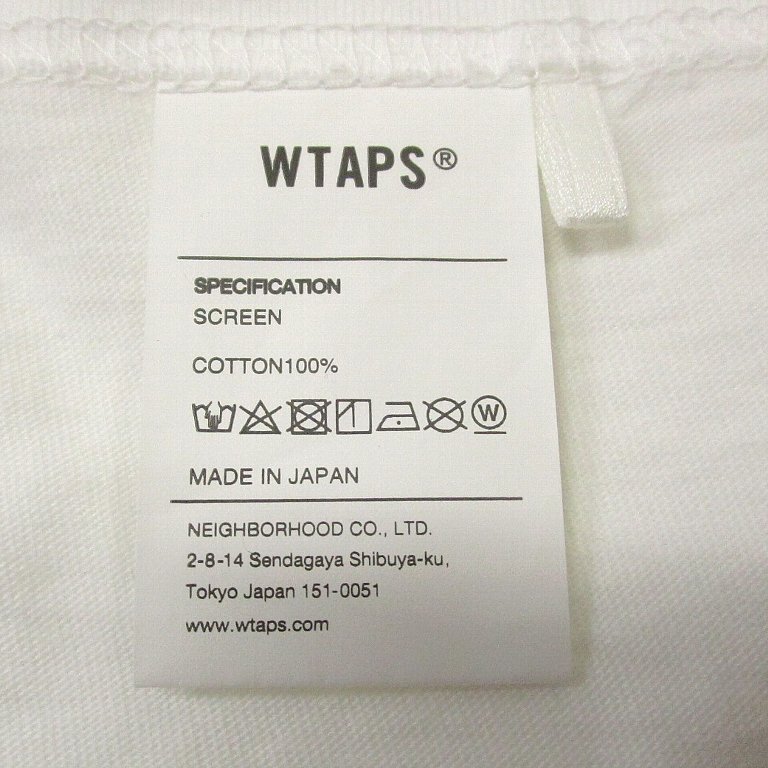 WTAPS®
SPECIFICATION
SCREEN
COTTON100%
W
MADE IN JAPAN
NEIGHBORHOOD CO., LTD.
2-8-14 Sendagaya Shibuya-ku,
Tokyo Japan 151-0051
www.wtaps.com